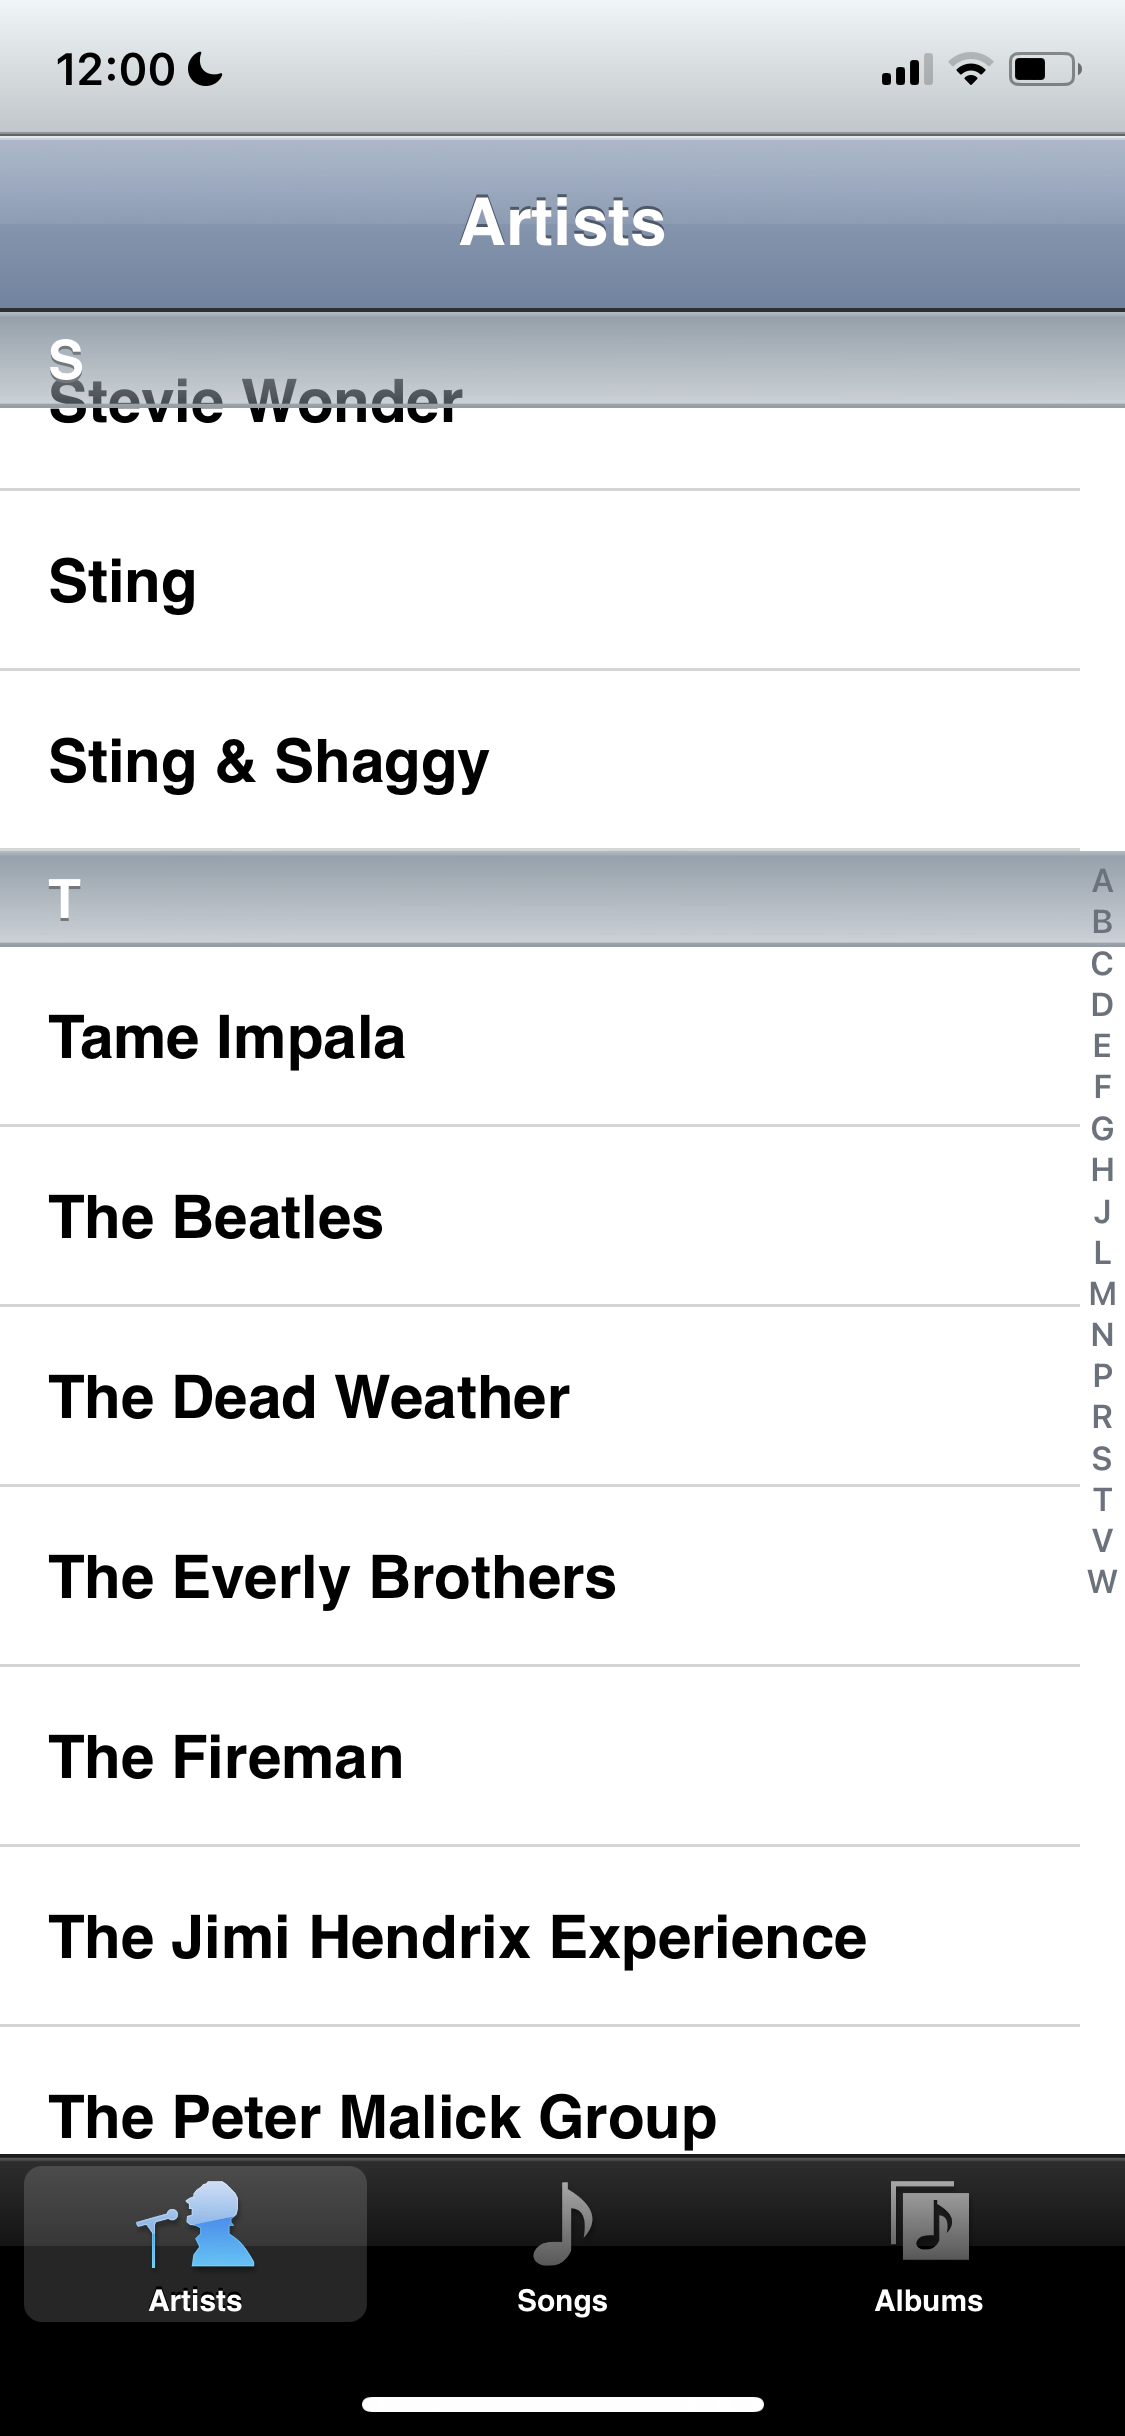 12:00
Artists
S
Stevie Wonder
Sting
Sting & Shaggy
T
Tame Impala
The Beatles
The Dead Weather
The Everly Brothers
The Fireman
The Jimi Hendrix Experience
The Peter Malick Group
A
B
C
D
E
F
G
H
J
L
M
N
P
R
S
T
V
W
Artists
Songs
Albums